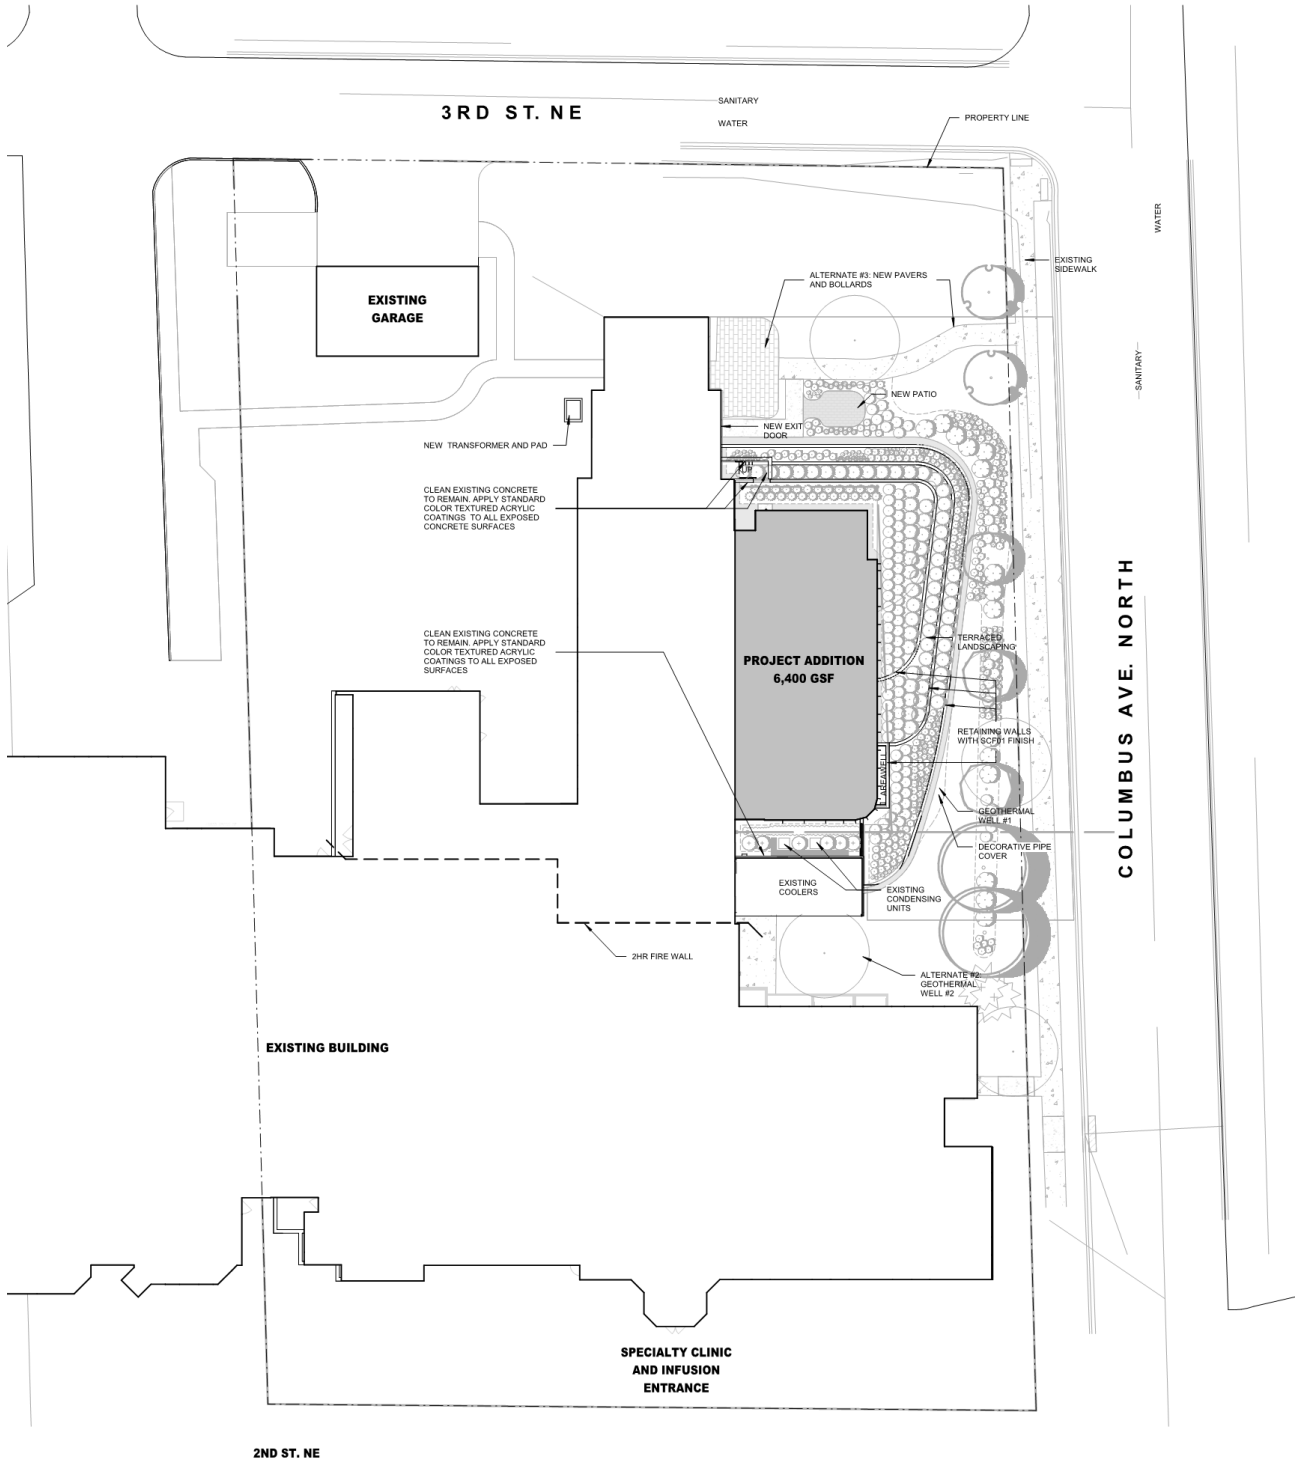 3RD ST. NE
SANITARY
WATER
PROPERTY LINE
WATER
EXISTING
SIDEWALK
ALTERNATE #3: NEW PAVERS
AND BOLLARDS
EXISTING
GARAGE
SANITARY
NEW PATIO
NEW EXIT
DOOR
NEW TRANSFORMER AND PAD
UP
CLEAN EXISTING CONCRETE
TO REMAIN. APPLY STANDARD
COLOR TEXTURED ACRYLIC
COATINGS TO ALL EXPOSED
CONCRETE SURFACES
CLEAN EXISTING CONCRETE
TO REMAIN. APPLY STANDARD
COLOR TEXTURED ACRYLIC
COATINGS TO ALL EXPOSED
SURFACES
TERRACED
LANDSCAPING
PROJECT ADDITION
6,400 GSF
COLUMBUS AVE. NORTH
RETAINING WALLS
WITH SCF01 FINISH
AREAWELL
GEOTHERMAL
WELL #1
DECORATIVE PIPE
COVER
EXISTING
COOLERS
EXISTING
CONDENSING
UNITS
2HR FIRE WALL
ALTERNATE #2:
GEOTHERMAL
WELL #2
EXISTING BUILDING
SPECIALTY CLINIC
AND INFUSION
ENTRANCE
2ND ST. NE